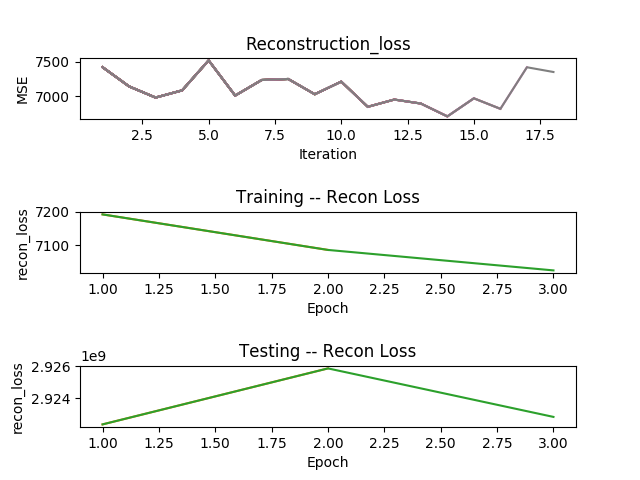 Reconstruction_loss
7500
7000
MSE
2.5 5.0 7.5 10.0 12.5 15.0 17.5
Iteration
Training -- Recon Loss
7200
7100
recon_loss
1.00 1.25 1.50 1.75 2.00 2.25 2.50 2.75 3.00
Epoch
Testing -- Recon Loss
1e9
2.926
2.924
recon_loss
1.00 1.25 1.50 1.75 2.00 2.25 2.50 2.75 3.00
Epoch